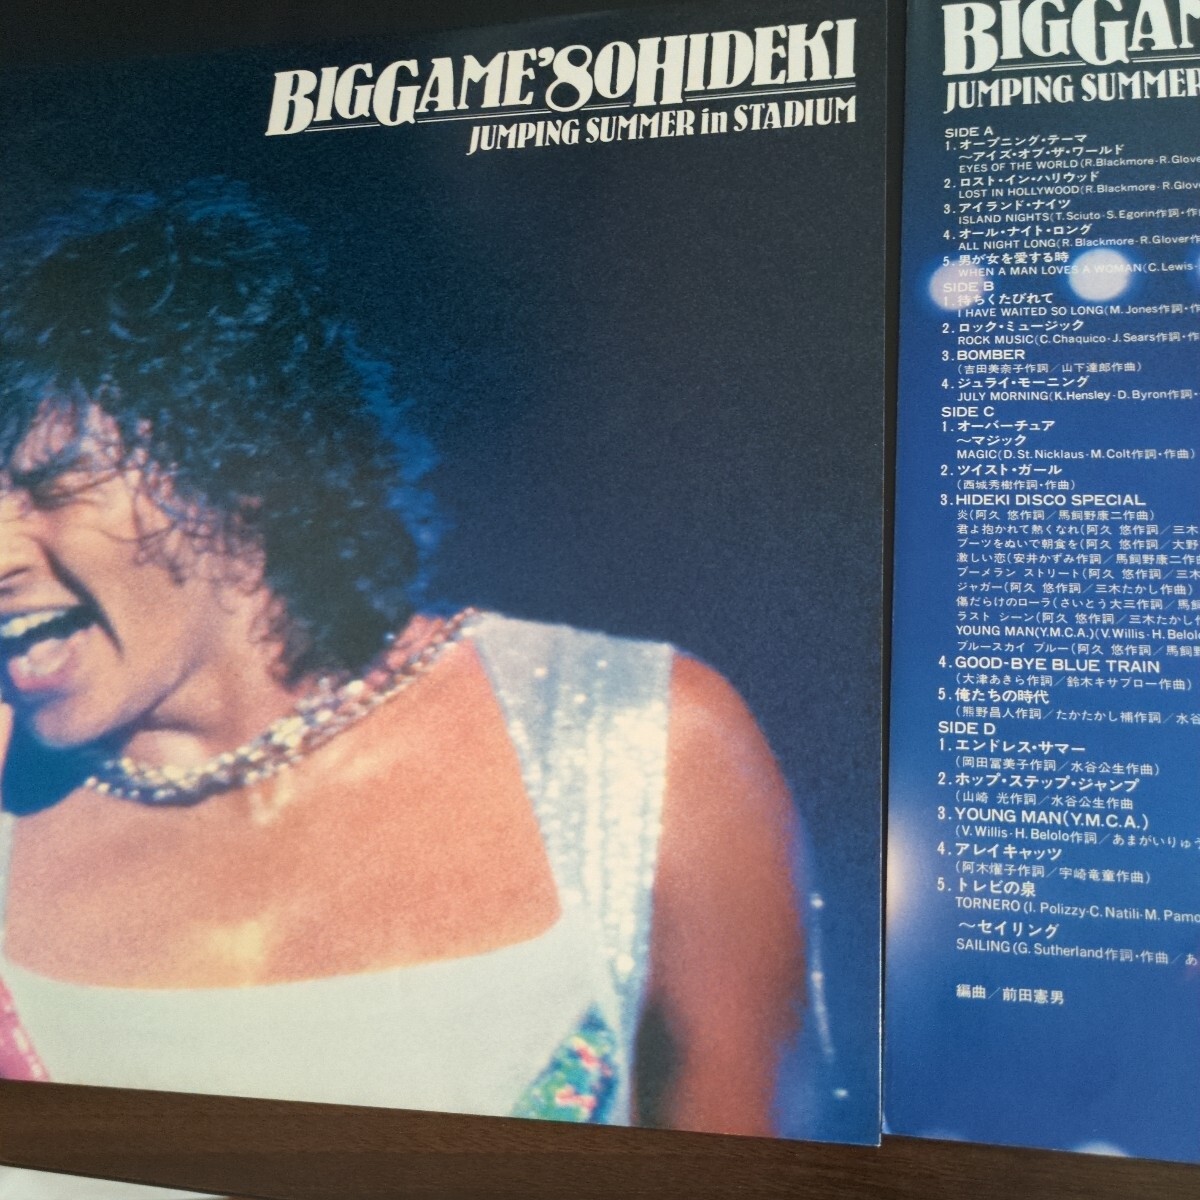 BIGGAME'80HIDEKI
JUMPING SUMMER in STADIUM
BIGGAM
JUMPING SUMMER
SIDE A
1.オープニング・テーマ
〜アイズ・オブ・ザ・ワールド
EYES OF THE WORLD(R.Blackmore-R.Glove
2.ロスト・イン・ハリウッド
LOST IN HOLLYWOOD(R.Blackmore-R.Glove
3.アイランド・ナイツ
ISLAND NIGHTS(T.Sciuto-S.Egorin作詞・作
4.オール・ナイト・ロング
ALL NIGHT LONG(R.Blackmore-R.Glover作
5.男が女を愛する時
WHEN A MAN LOVES A WOMAN(C.Lewis-
SIDE B
1.待ちくたびれて
I HAVE WAITED SO LONG(M.Jones作詞・作
2.ロック・ミュージック
ROCK MUSIC(C.Chaquico-J.Sears作詞・作
3.BOMBER
(吉田美奈子作詞/山下達郎作曲)
4.ジュライ・モーニング
JULY MORNING(K.Hensley-D.Byron作詞・
SIDE C
1.オーバーチュア
〜マジック
MAGIC(D.St.Nicklaus-M.Colt作詞・作曲)
2.ツイスト・ガール
(西城秀樹作詞・作曲)
3.HIDEKI DISCO SPECIAL
炎(阿久 悠作詞/馬飼野康二作曲)
君よ抱かれて熱くなれ(阿久 悠作詞/三木
ブーツをぬいで朝食を(阿久 悠作詞/大野
激しい恋(安井かずみ作詞/馬飼野康二作曲
ブーメラン ストリート(阿久 悠作詞/三木
ジャガー(阿久 悠作詞/三木たかし作曲)
傷だらけのローラ(さいとう大三作詞/馬飼
ラスト シーン(阿久 悠作詞/三木たかし作
YOUNG MAN(Y.M.C.A.)(V.Willis-H.Belolo
ブルースカイ ブルー(阿久 悠作詞/馬飼野
4.GOOD-BYE BLUE TRAIN
(大津あきら作詞/鈴木キサブロー作曲)
5.俺たちの時代
(熊野昌人作詞/たかたかし補作詞/水谷
SIDE D
1.エンドレス・サマー
(岡田冨美子作詞/水谷公生作曲)
2.ホップ・ステップ・ジャンプ
(山崎 光作詞/水谷公生作曲
3.YOUNG MAN(Y.M.C.A.)
(V.Willis-H.Belolo作詞/あまがいりゅう
4.アレイキャッツ
(阿木燿子作詞/宇崎竜童作曲)
5.トレビの泉
TORNERO(I. Polizzy-C.Natili-M.Pamo
〜セイリング
SAILING(G.Sutherland作詞・作曲/あ
編曲/前田憲男